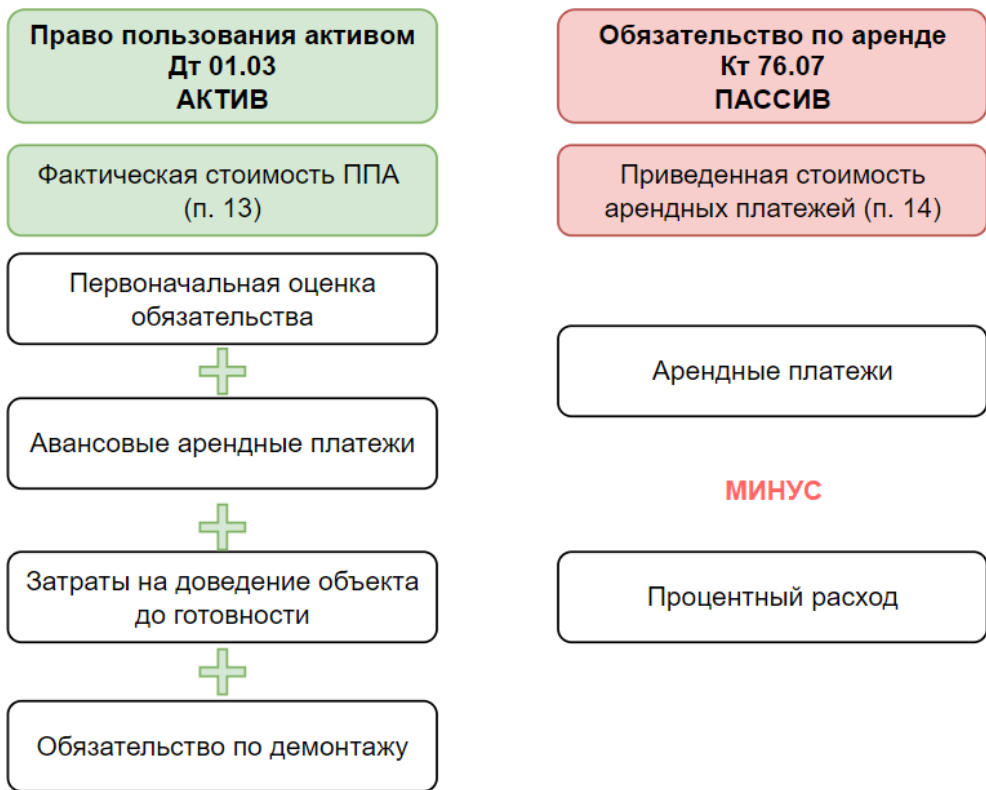 Право пользования активом
Дт 01.03
АКТИВ
Фактическая стоимость ППА
(п. 13)
Первоначальная оценка
обязательства
Авансовые арендные платежи
Затраты на доведение объекта
до готовности
Обязательство по демонтажу
Обязательство по аренде
Кт 76.07
ПАССИВ
Приведенная стоимость
арендных платежей (п. 14)
Арендные платежи
МИНУС
Процентный расход